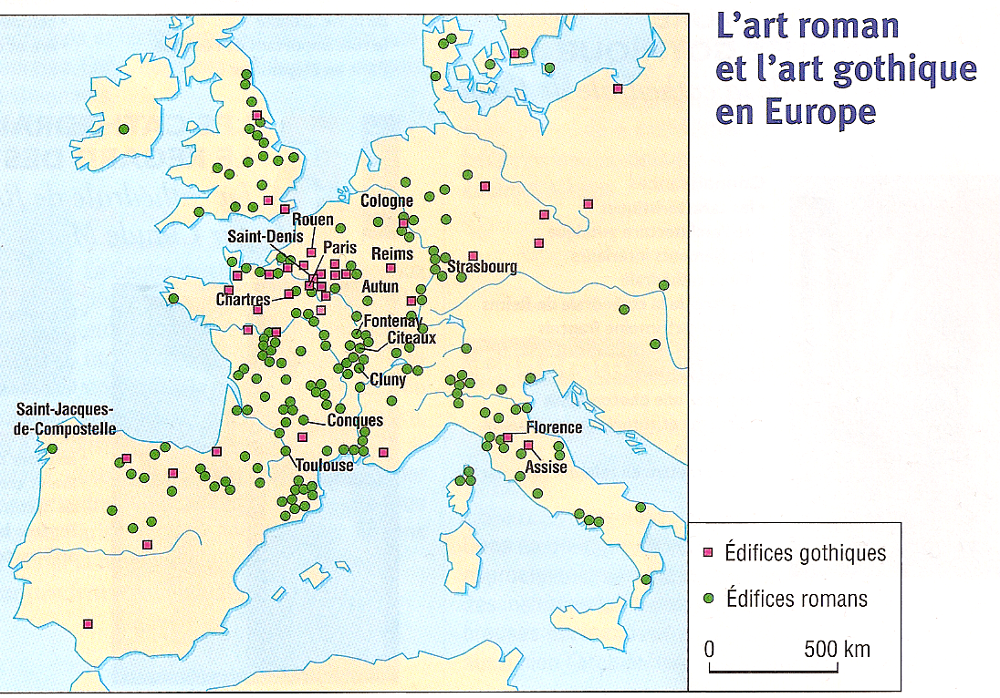 L'art roman
et l'art gothique
en Europe
Cologne
Rouen
Saint-Denis
Paris
Reims
Strasbourg
Autun
Chartres
Fontenay
Citeaux
Cluny
Saint-Jacques-
de-Compostelle
Conques
Florence
Toulouse
Assise
Édifices gothiques
Édifices romans
0 500 km